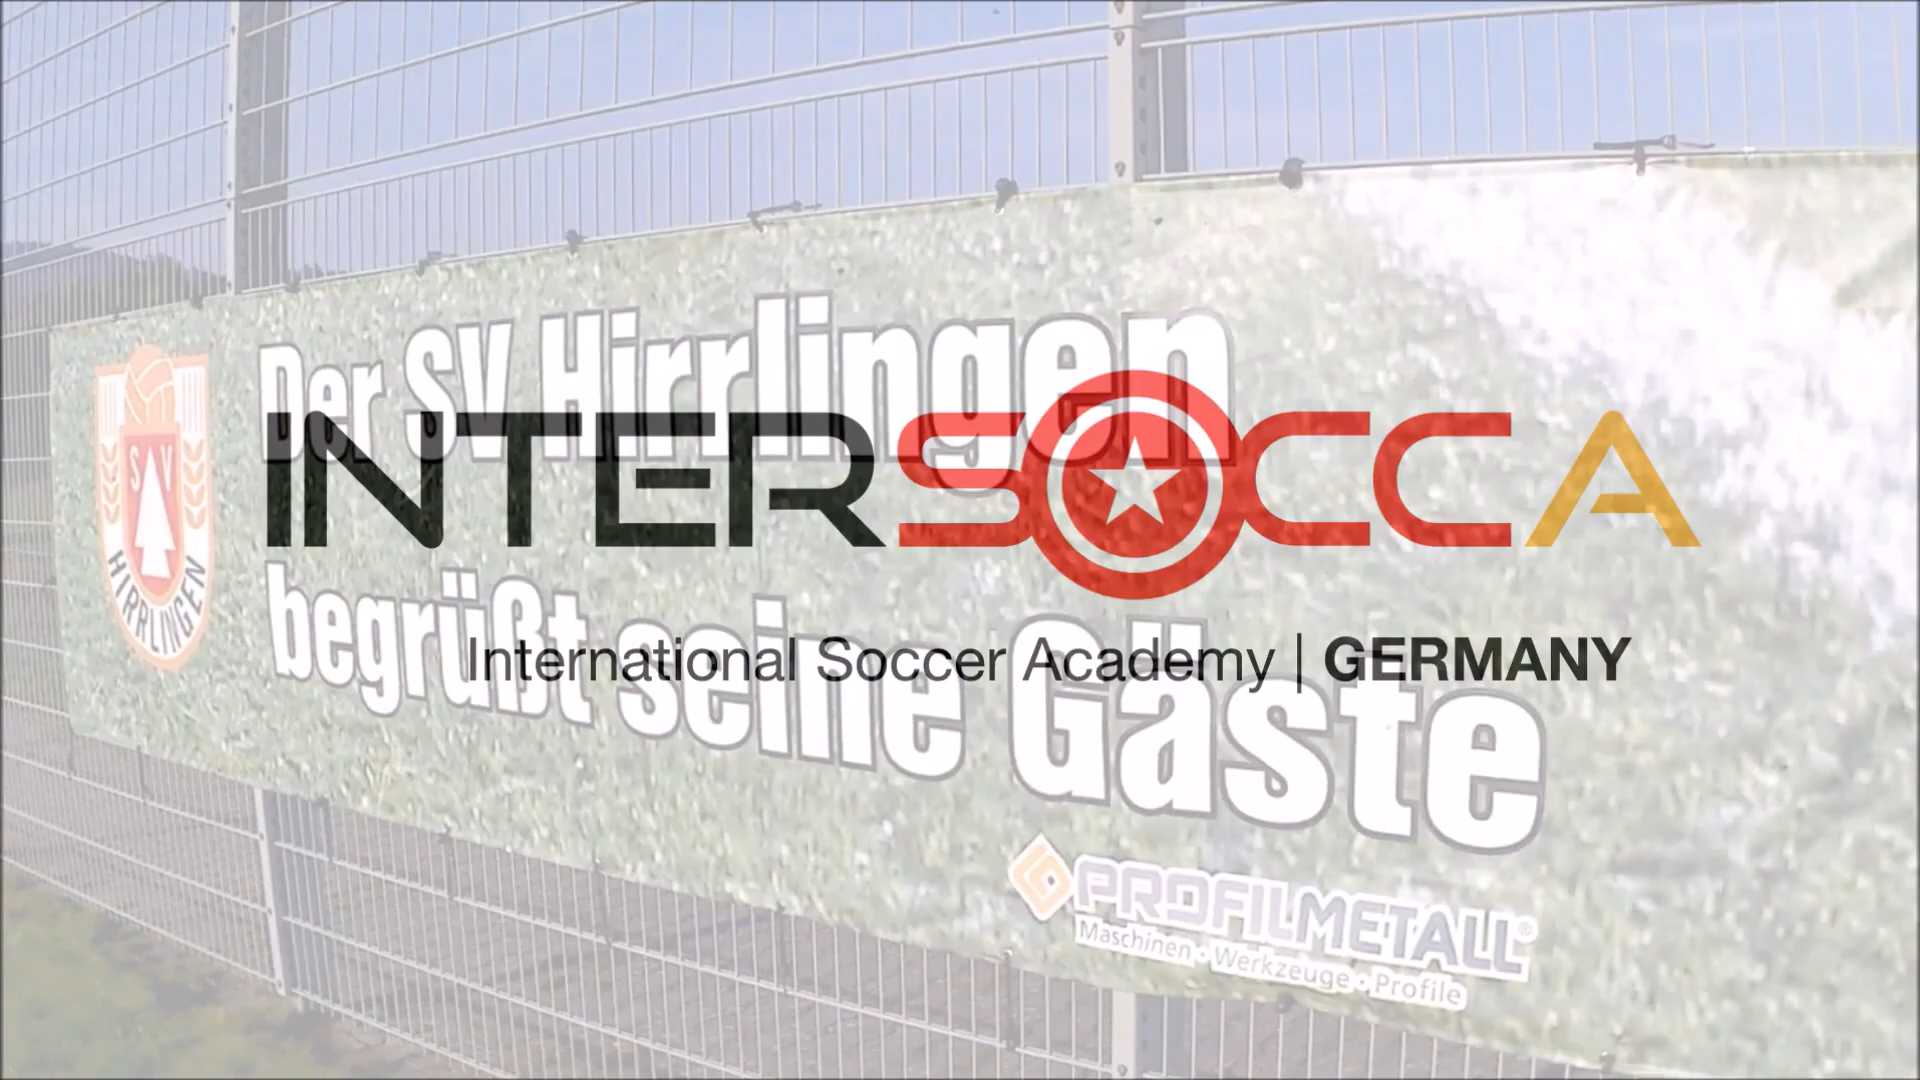 Der SV Hirrlingen
INTERSOCCA
SV
HIRRLINGEN
begrüßt seine Gäste
International Soccer Academy | GERMANY
PROFILMETALL®
Maschinen · Werkzeuge · Profile